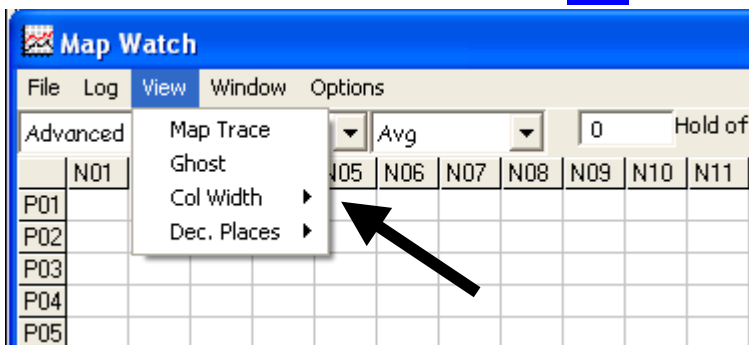 Map Watch
File Log View Window Options
Advanced Avg 0 Hold of
Map Trace
Ghost
Col Width
Dec. Places
N01 N05 N06 N07 N08 N09 N10 N11
P01
P02
P03
P04
P05